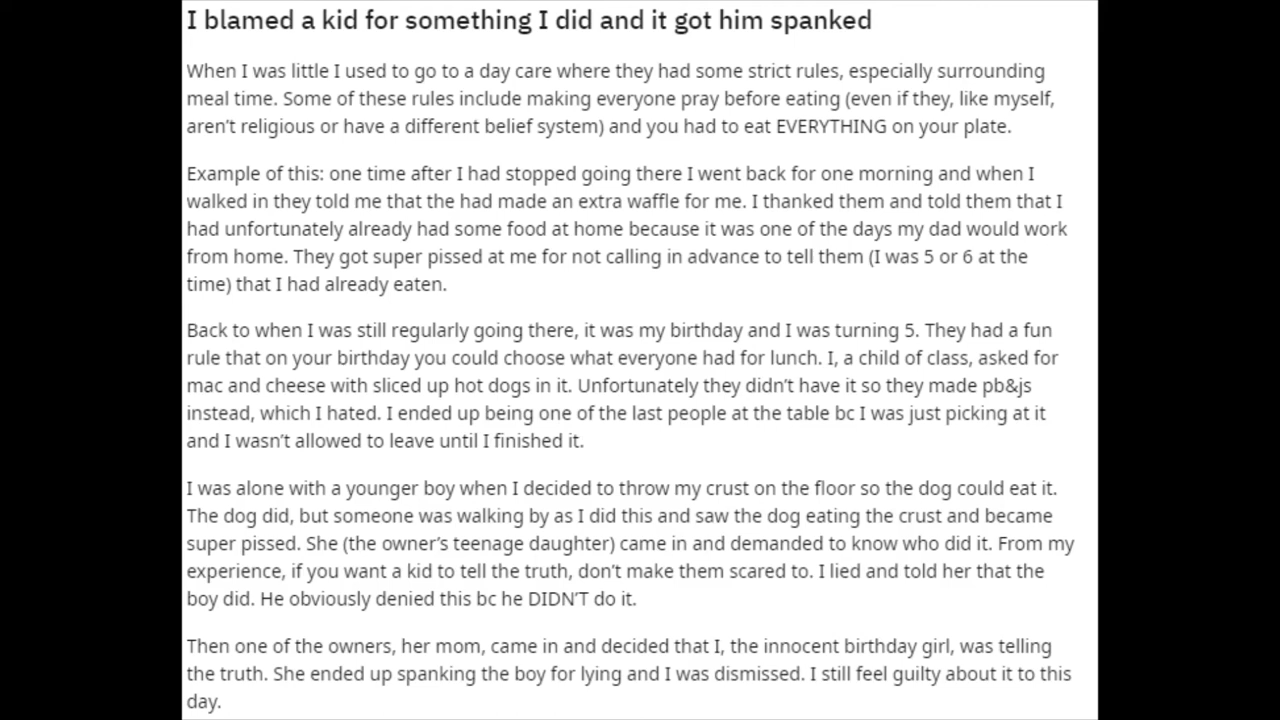 I blamed a kid for something I did and it got him spanked
When I was little I used to go to a day care where they had some strict rules, especially surrounding
meal time. Some of these rules include making everyone pray before eating (even if they, like myself,
aren't religious or have a different belief system) and you had to eat EVERYTHING on your plate.
Example of this: one time after I had stopped going there I went back for one morning and when I
walked in they told me that the had made an extra waffle for me. I thanked them and told them that I
had unfortunately already had some food at home because it was one of the days my dad would work
from home. They got super pissed at me for not calling in advance to tell them (I was 5 or 6 at the
time) that I had already eaten.
Back to when I was still regularly going there, it was my birthday and I was turning 5. They had a fun
rule that on your birthday you could choose what everyone had for lunch. I, a child of class, asked for
mac and cheese with sliced up hot dogs in it. Unfortunately they didn't have it so they made pb&js
instead, which I hated. I ended up being one of the last people at the table bc I was just picking at it
and I wasn't allowed to leave until I finished it.
I was alone with a younger boy when I decided to throw my crust on the floor so the dog could eat it.
The dog did, but someone was walking by as I did this and saw the dog eating the crust and became
super pissed. She (the owner's teenage daughter) came in and demanded to know who did it. From my
experience, if you want a kid to tell the truth, don't make them scared to. I lied and told her that the
boy did. He obviously denied this bc he DIDN'T do it.
Then one of the owners, her mom, came in and decided that I, the innocent birthday girl, was telling
the truth. She ended up spanking the boy for lying and I was dismissed. I still feel guilty about it to this
day.